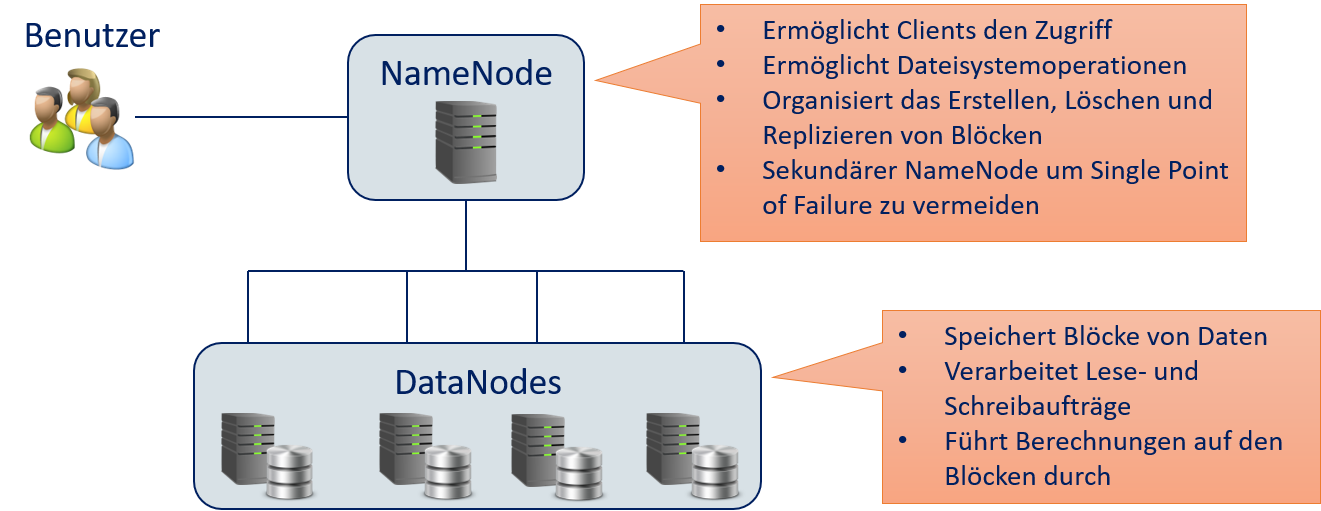 Benutzer
NameNode
• Ermöglicht Clients den Zugriff
• Ermöglicht Dateisystemoperationen
• Organisiert das Erstellen, Löschen und
Replizieren von Blöcken
• Sekundärer NameNode um Single Point
of Failure zu vermeiden
DataNodes
• Speichert Blöcke von Daten
• Verarbeitet Lese- und
Schreibaufträge
• Führt Berechnungen auf den
Blöcken durch